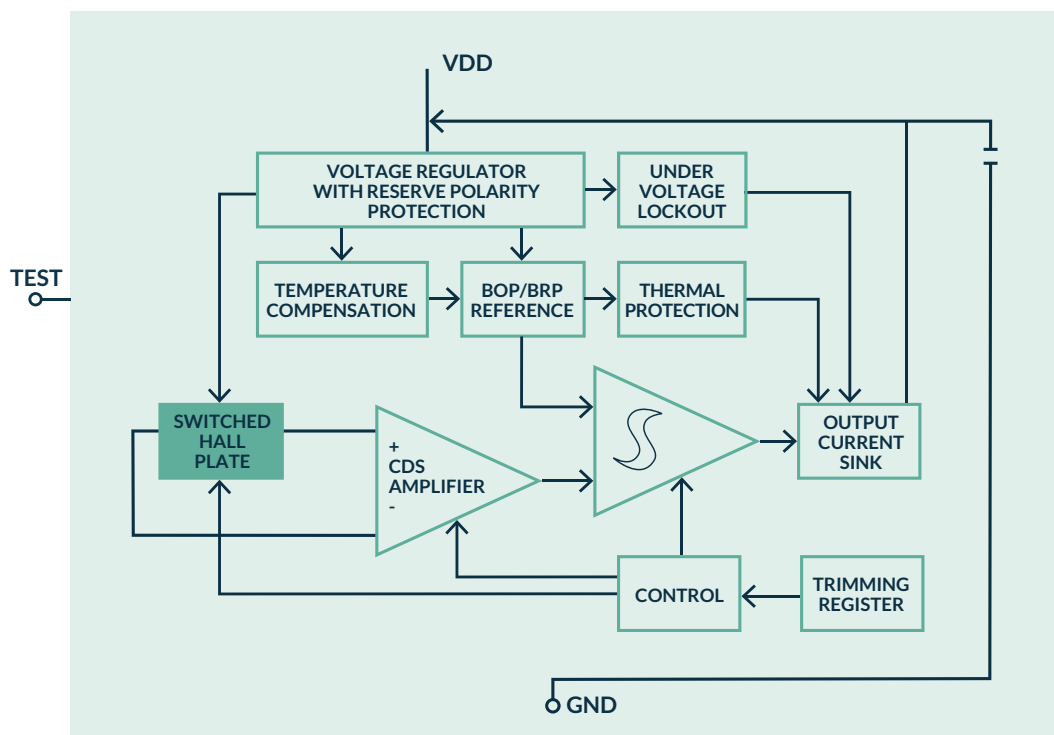 VDD
VOLTAGE REGULATOR
WITH RESERVE POLARITY
PROTECTION
UNDER
VOLTAGE
LOCKOUT
TEST
TEMPERATURE
COMPENSATION
BOP/BRP
REFERENCE
THERMAL
PROTECTION
SWITCHED
HALL
PLATE
+
CDS
AMPLIFIER
-
OUTPUT
CURRENT
SINK
CONTROL
TRIMMING
REGISTER
GND